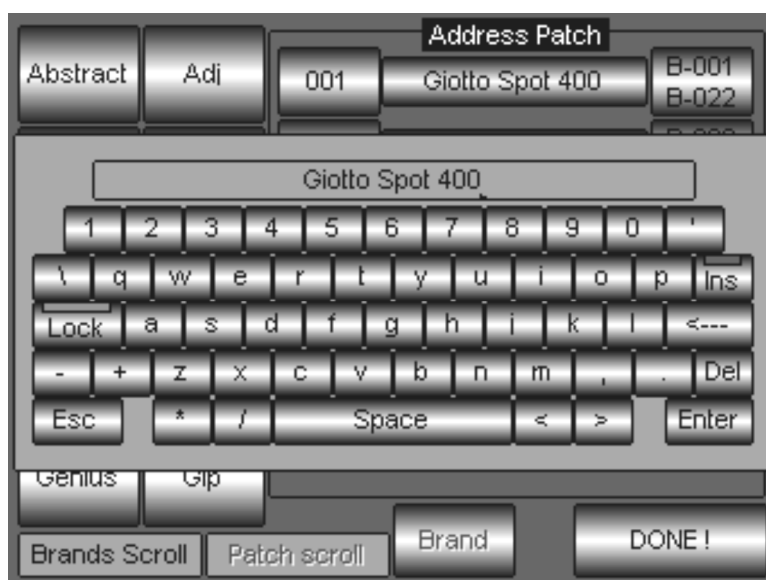 Address Patch
Abstract Adj 001 Giotto Spot 400 B-001
B-022
Giotto Spot 400
1 2 3 4 5 6 7 8 9 0 '
\ q w e r t y u i o p Ins
Lock a s d f g h j k l <---
- + z x c v b n m , . Del
Esc * / Space < > Enter
Genius Glp
Brands Scroll Patch scroll Brand DONE !